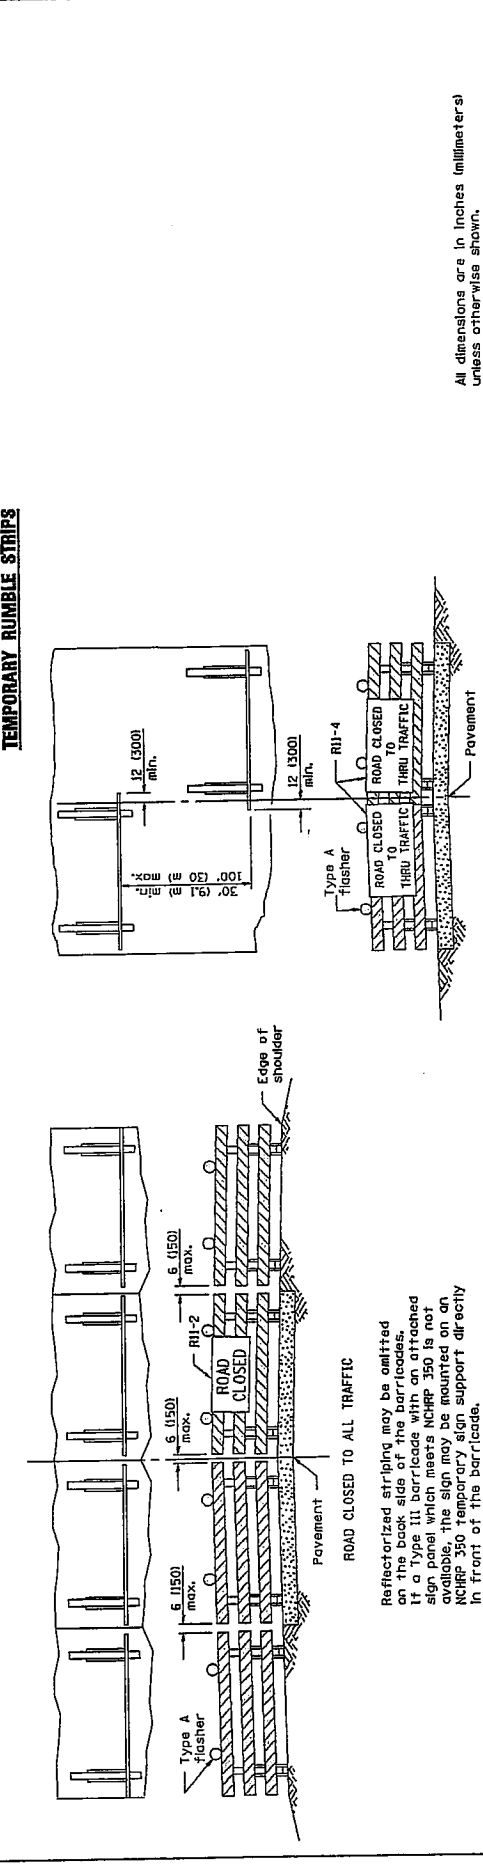 TEMPORARY RUMBLE STRIPS
6 (150)
max.
6 (150)
max.
6 (150)
max.
Type A
flasher
R11-2
ROAD
CLOSED
Edge of
shoulder
Pavement
ROAD CLOSED TO ALL TRAFFIC
Reflectorized striping may be omitted
on the back side of the barricades.
If a Type III barricade with an attached
sign panel which meets NCHRP 350 is not
available, the sign may be mounted on an
NCHRP 350 temporary sign support directly
in front of the barricade.
30' (9.1 m) min.
100' (30 m) max.
12 (300)
min.
12 (300)
min.
Type A
flasher
R11-4
ROAD CLOSED
TO
THRU TRAFFIC
ROAD CLOSED
TO
THRU TRAFFIC
Pavement
All dimensions are in inches (millimeters)
unless otherwise shown.